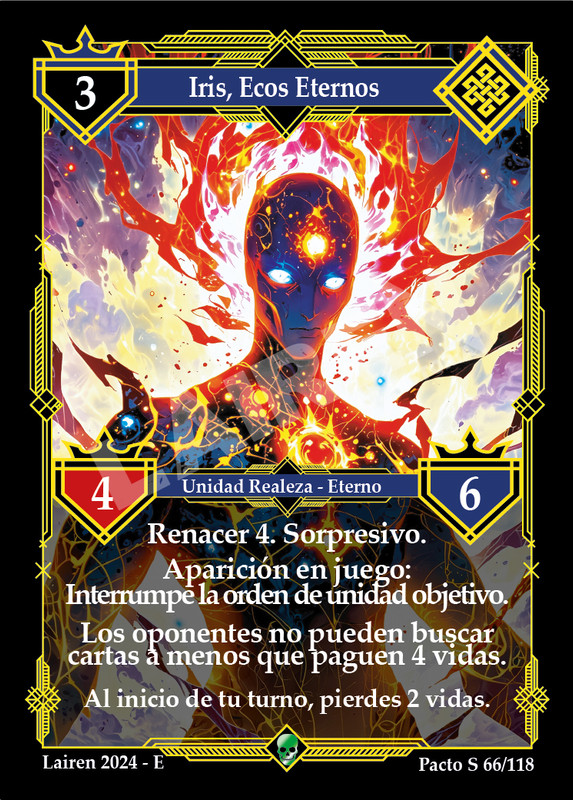 3
Iris, Ecos Eternos
4
Unidad Realeza - Eterno
6
Renacer 4. Sorpresivo.
Aparición en juego:
Interrumpe la orden de unidad objetivo.
Los oponentes no pueden buscar
cartas a menos que paguen 4 vidas.
Al inicio de tu turno, pierdes 2 vidas.
Lairen 2024 - E
Pacto S 66/118